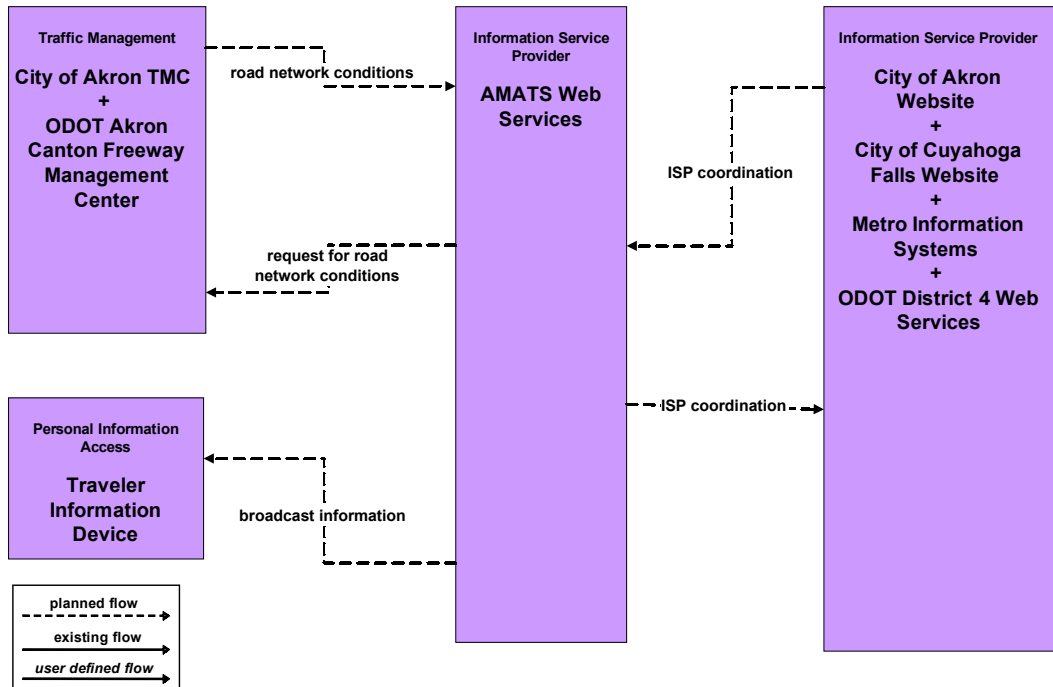 Traffic Management
City of Akron TMC
+
ODOT Akron
Canton Freeway
Management
Center
road network conditions
request for road
network conditions
Information Service
Provider
AMATS Web
Services
ISP coordination
ISP coordination
Information Service Provider
City of Akron
Website
+
City of Cuyahoga
Falls Website
+
Metro Information
Systems
+
ODOT District 4 Web
Services
Personal Information
Access
Traveler
Information
Device
broadcast information
planned flow
existing flow
user defined flow